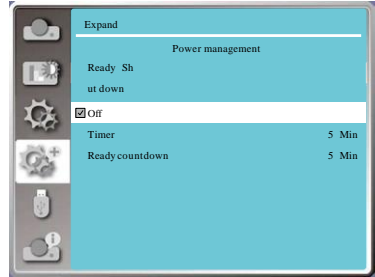 Expand
Power management
Ready Sh
ut down
Off
Timer 5 Min
Ready countdown 5 Min